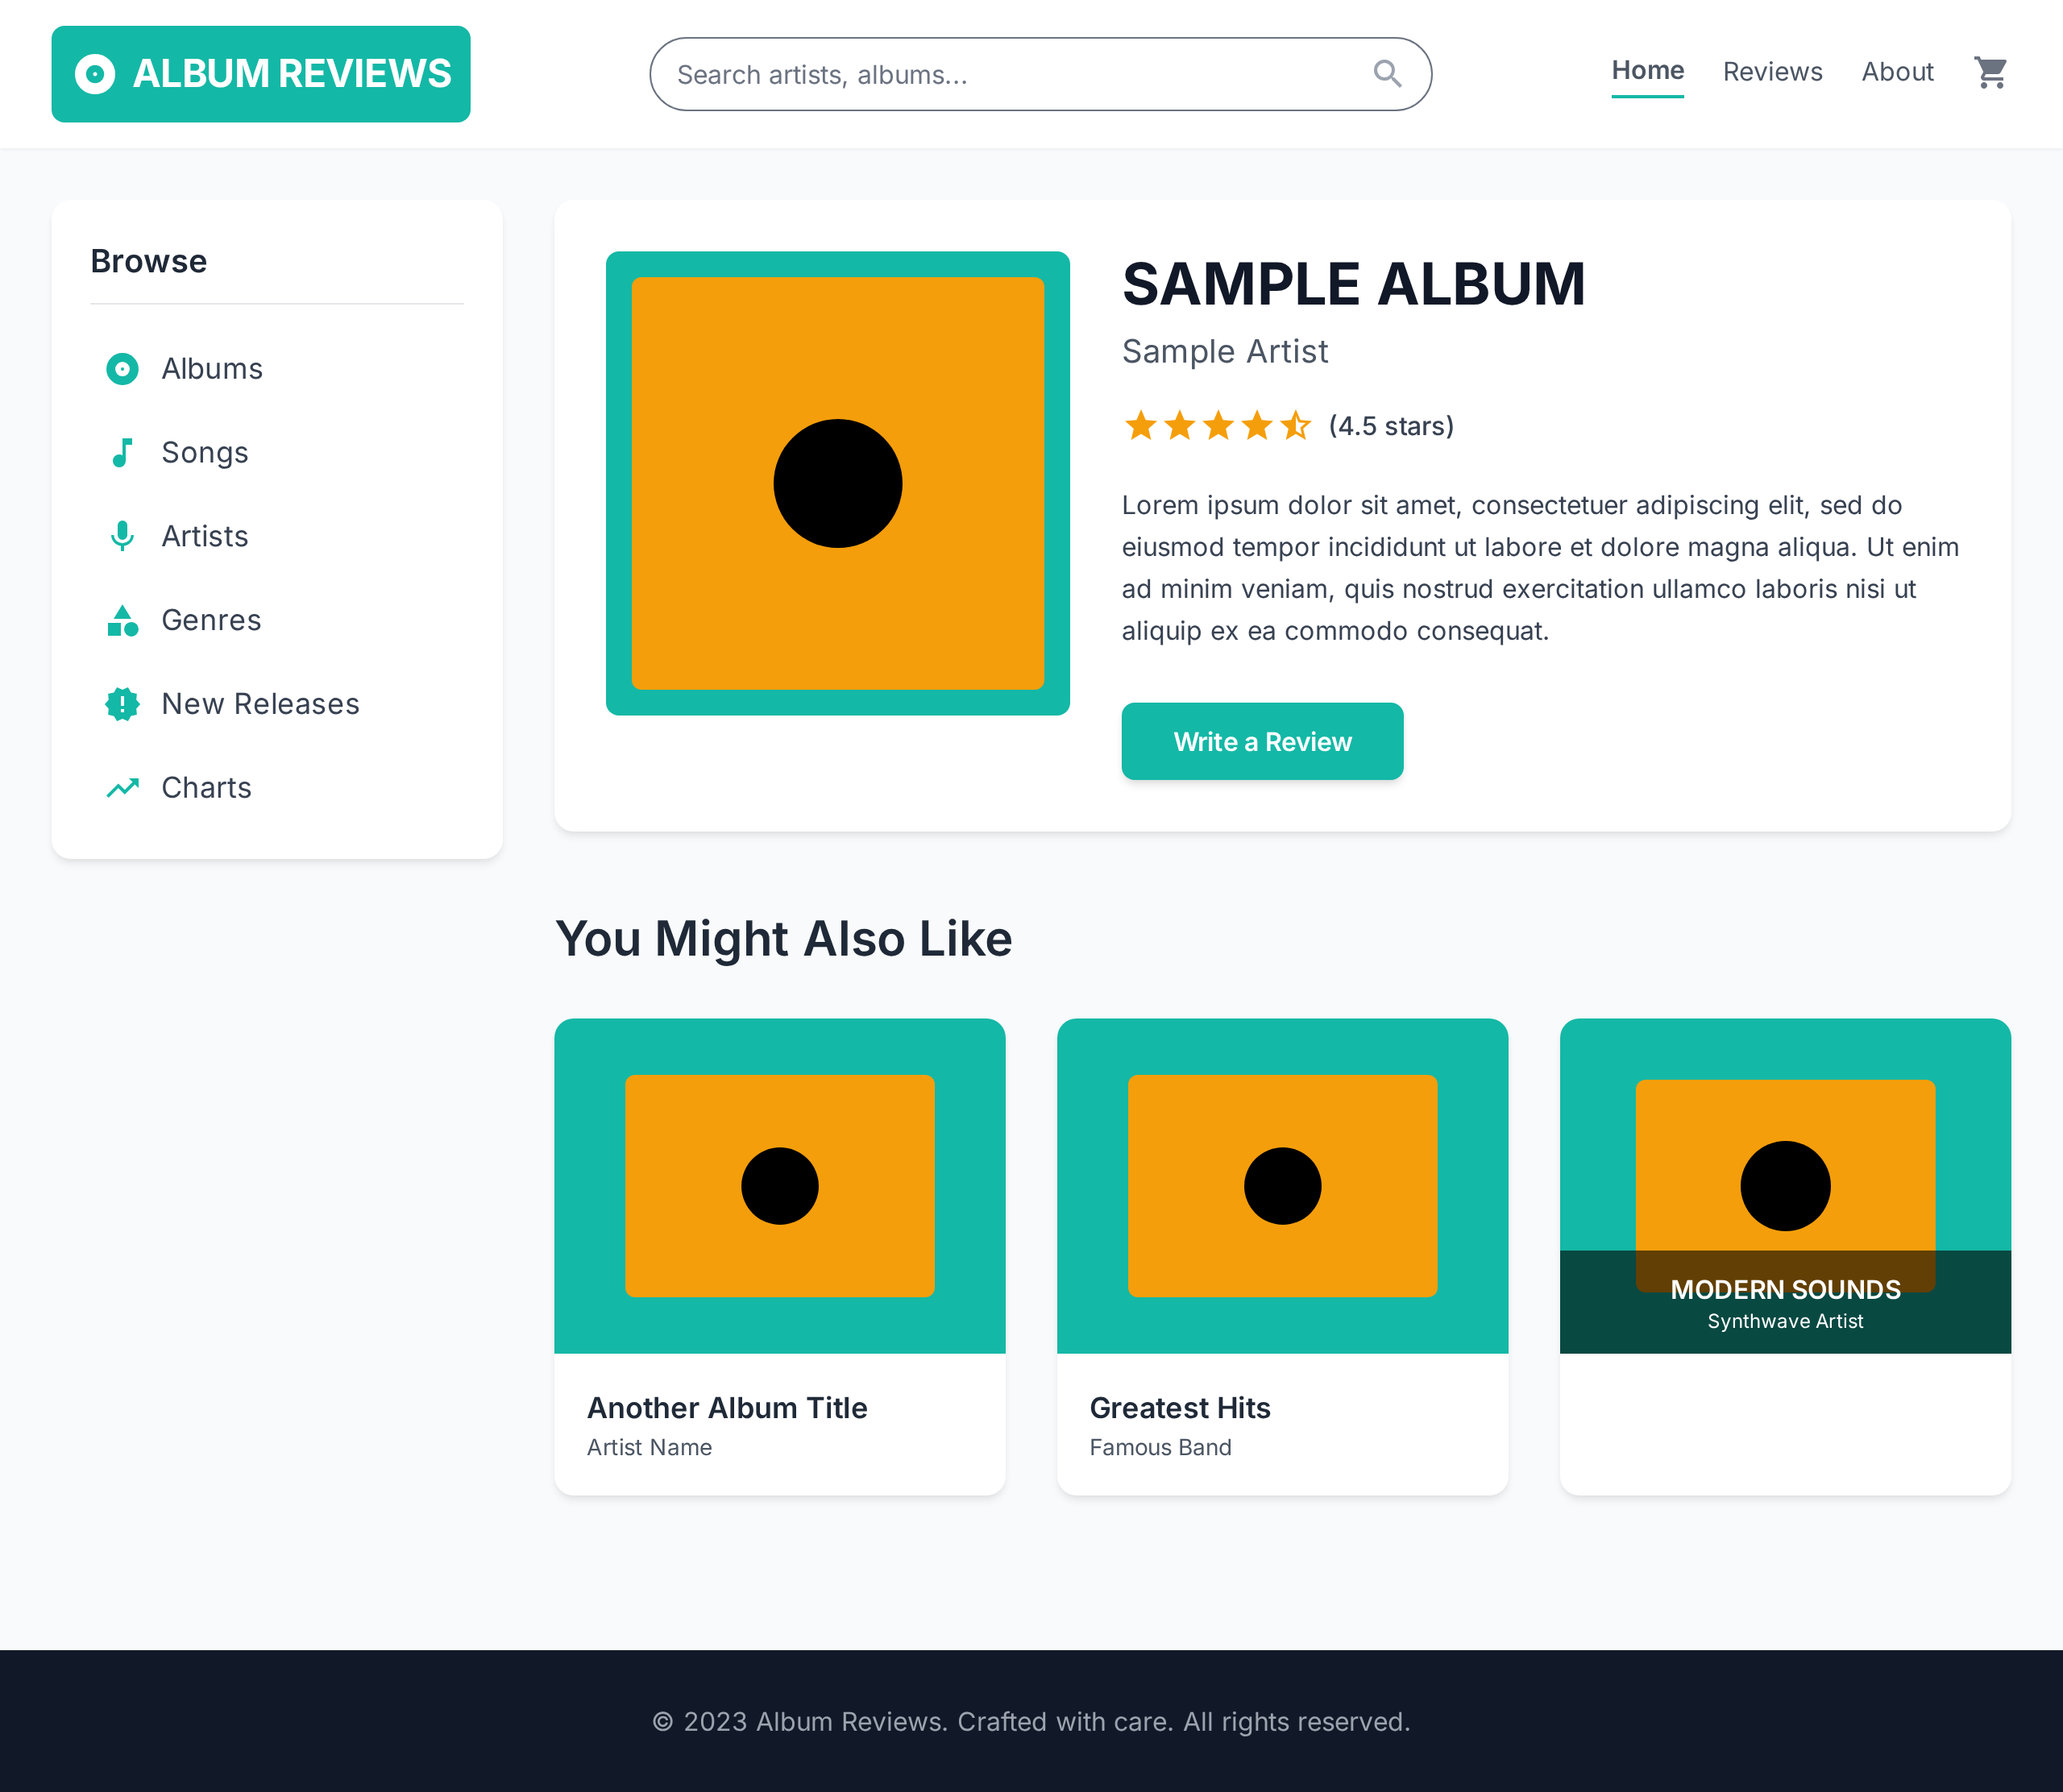 ALBUM REVIEWS
Search artists, albums...
Home
Reviews
About
Browse
Albums
Songs
Artists
Genres
New Releases
Charts
SAMPLE ALBUM
Sample Artist
(4.5 stars)
Lorem ipsum dolor sit amet, consectetuer adipiscing elit, sed do
eiusmod tempor incididunt ut labore et dolore magna aliqua. Ut enim
ad minim veniam, quis nostrud exercitation ullamco laboris nisi ut
aliquip ex ea commodo consequat.
Write a Review
You Might Also Like
Another Album Title
Artist Name
Greatest Hits
Famous Band
MODERN SOUNDS
Synthwave Artist
© 2023 Album Reviews. Crafted with care. All rights reserved.